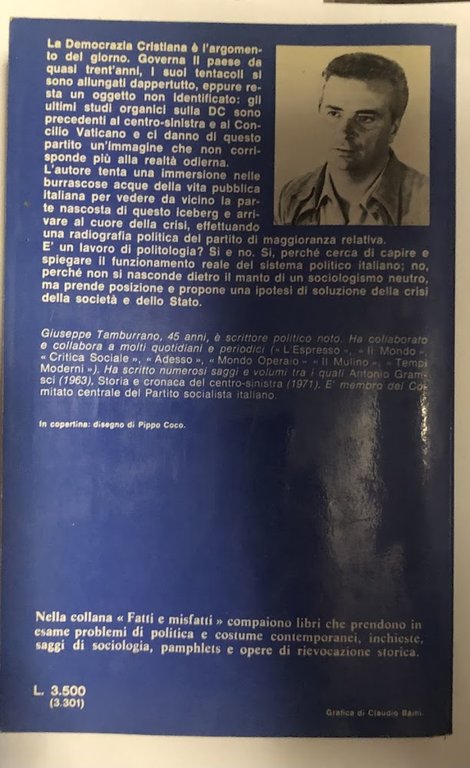 La Democrazia Cristiana è l'argomen-
to del giorno. Governa il paese da
quasi trent'anni, i suoi tentacoli si
sono allungati dappertutto, eppure re-
sta un oggetto non identificato: gli
ultimi studi organici sulla DC sono
precedenti al centro-sinistra e al Con-
cilio Vaticano e ci danno di questo
partito un'immagine che non corri-
sponde più alla realtà odierna.
L'autore tenta una immersione nelle
burrascose acque della vita pubblica
italiana per vedere da vicino la par-
te nascosta di questo iceberg e arri-
vare al cuore della crisi, effettuando
una radiografia politica del partito di maggioranza relativa.
E' un lavoro di politologia? Sì e no. Sì, perché cerca di capire e
spiegare il funzionamento reale del sistema politico italiano; no,
perché non si nasconde dietro il manto di un sociologismo neutro,
ma prende posizione e propone una ipotesi di soluzione della crisi
della società e dello Stato.
Giuseppe Tamburrano, 45 anni, è scrittore politico noto. Ha collaborato
e collabora a molti quotidiani e periodici (« L'Espresso », « Il Mondo »,
« Critica Sociale », « Adesso », « Mondo Operaio » « Il Mulino », « Tempi
Moderni »). Ha scritto numerosi saggi e volumi tra i quali Antonio Gram-
sci (1963), Storia e cronaca del centro-sinistra (1971). E' membro del Co-
mitato centrale del Partito socialista italiano.
In copertina: disegno di Pippo Coco.
Nella collana « Fatti e misfatti » compaiono libri che prendono in
esame problemi di politica e costume contemporanei, inchieste,
saggi di sociologia, pamphlets e opere di rievocazione storica.
L. 3.500
(3.301)
Grafica di Claudio Baini.